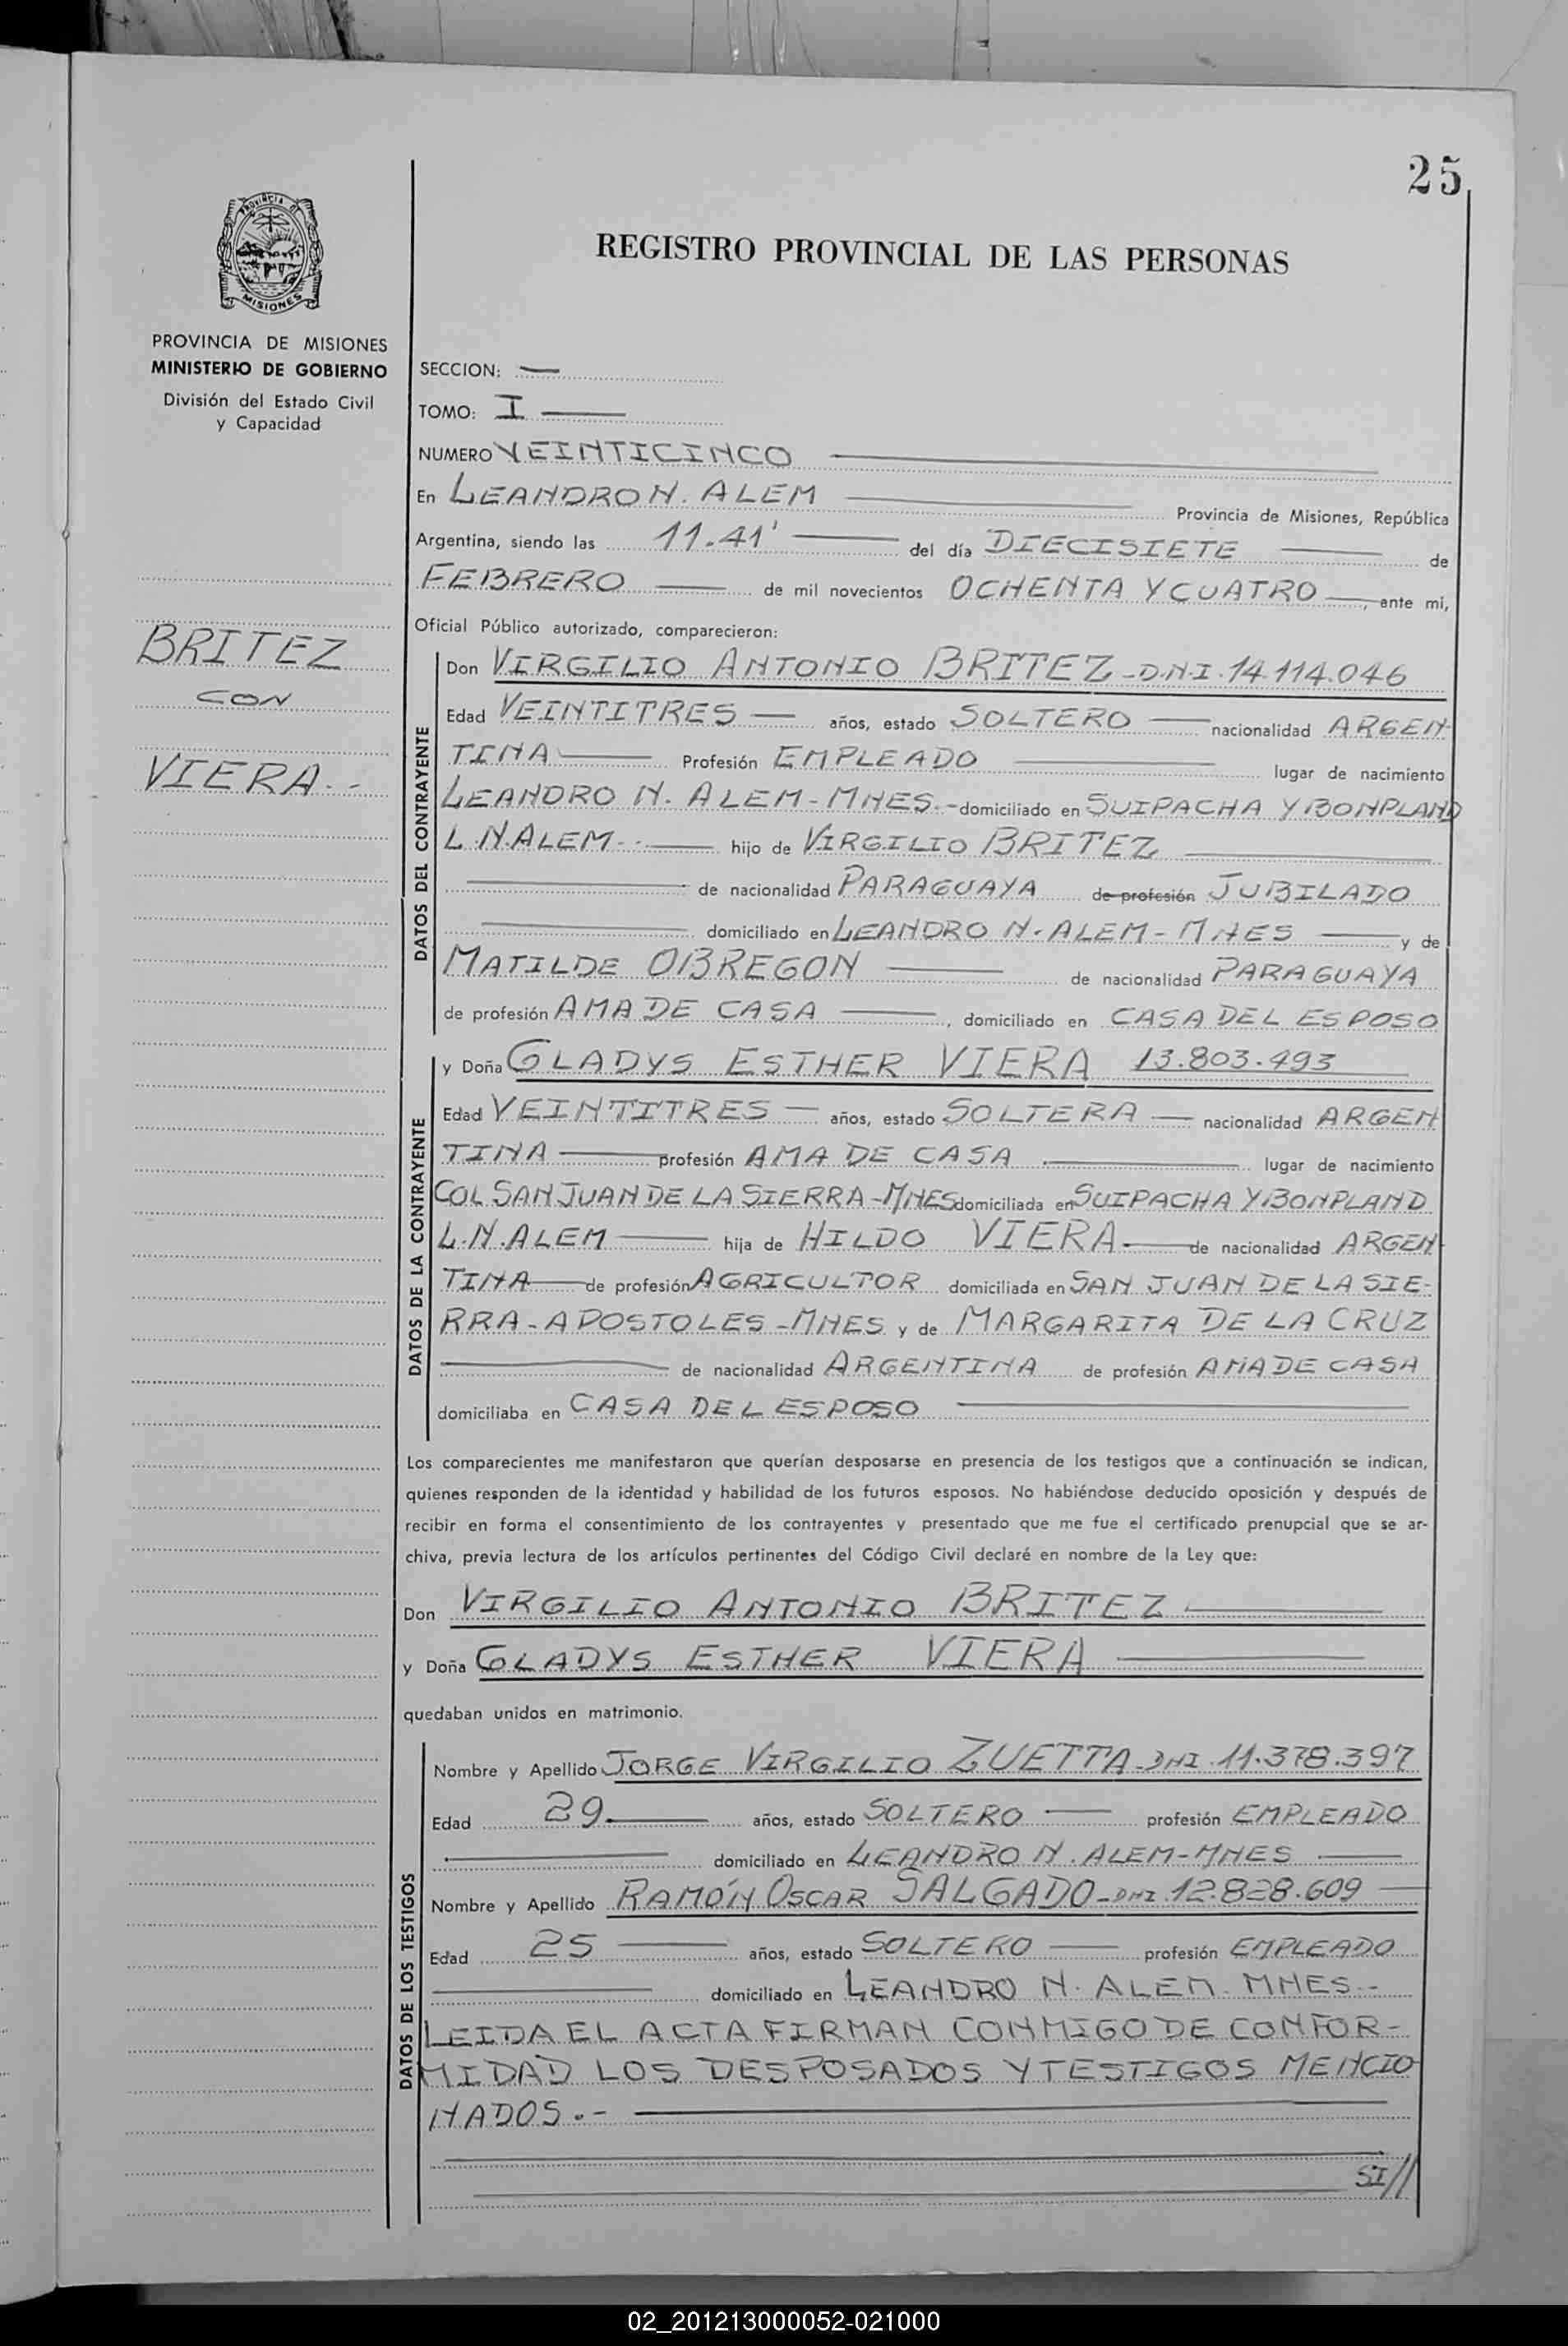 25
PROVINCIA DE MISIONES
REGISTRO PROVINCIAL DE LAS PERSONAS
PROVINCIA DE MISIONES
MINISTERIO DE GOBIERNO
División del Estado Civil
y Capacidad
BRITEZ
CON
VIERA.-
SECCION: —
TOMO: I —
NUMERO VEINTICINCO
En LEANDRO N. ALEM Provincia de Misiones, República
Argentina, siendo las 11.41' del día DIECISIETE de
FEBRERO de mil novecientos OCHENTA Y CUATRO, ante mi,
Oficial Público autorizado, comparecieron:
DATOS DEL CONTRAYENTE
Don VIRGILIO ANTONIO BRITEZ - D.N.I. 14.114.046
Edad VEINTITRES — años, estado SOLTERO — nacionalidad ARGEN-
TINA — Profesión EMPLEADO — lugar de nacimiento
LEANDRO N. ALEM - MNES.- domiciliado en SUIPACHA Y BONPLAND
L.N.ALEM.- — hijo de VIRGILIO BRITEZ —
— de nacionalidad PARAGUAYA de profesión JUBILADO
— domiciliado en LEANDRO N. ALEM - MNES — y de
MATILDE OBREGON — de nacionalidad PARAGUAYA
de profesión AMA DE CASA —, domiciliado en CASA DEL ESPOSO
DATOS DE LA CONTRAYENTE
y Doña GLADYS ESTHER VIERA 13.803.493
Edad VEINTITRES — años, estado SOLTERA — nacionalidad ARGEN
TINA — profesión AMA DE CASA — lugar de nacimiento
COL. SAN JUAN DE LA SIERRA - MNES domiciliada en SUIPACHA Y BONPLAND
L.N.ALEM — hija de HILDO VIERA. — de nacionalidad ARGEN
TINA — de profesión AGRICULTOR domiciliada en SAN JUAN DE LA SIE-
RRA - APOSTOLES - MNES y de MARGARITA DE LA CRUZ
— de nacionalidad ARGENTINA de profesión AMA DE CASA
domiciliaba en CASA DEL ESPOSO —
Los comparecientes me manifestaron que querían desposarse en presencia de los testigos que a continuación se indican,
quienes responden de la identidad y habilidad de los futuros esposos. No habiéndose deducido oposición y después de
recibir en forma el consentimiento de los contrayentes y presentado que me fue el certificado prenupcial que se ar-
chiva, previa lectura de los artículos pertinentes del Código Civil declaré en nombre de la Ley que:
Don VIRGILIO ANTONIO BRITEZ —
y Doña GLADYS ESTHER VIERA —
quedaban unidos en matrimonio.
DATOS DE LOS TESTIGOS
Nombre y Apellido JORGE VIRGILIO ZUETTA - DNI. 11.378.397
Edad 29 — años, estado SOLTERO — profesión EMPLEADO
— domiciliado en LEANDRO N. ALEM - MNES —
Nombre y Apellido RAMÓN OSCAR SALGADO - DNI. 12.828.609 —
Edad 25 — años, estado SOLTERO — profesión EMPLEADO
— domiciliado en LEANDRO N. ALEM. MNES.-
LEIDA EL ACTA FIRMAN CONMIGO DE CONFOR-
MIDAD LOS DESPOSADOS Y TESTIGOS MENCIO
NADOS.- —
SI//
02_201213000052-021000